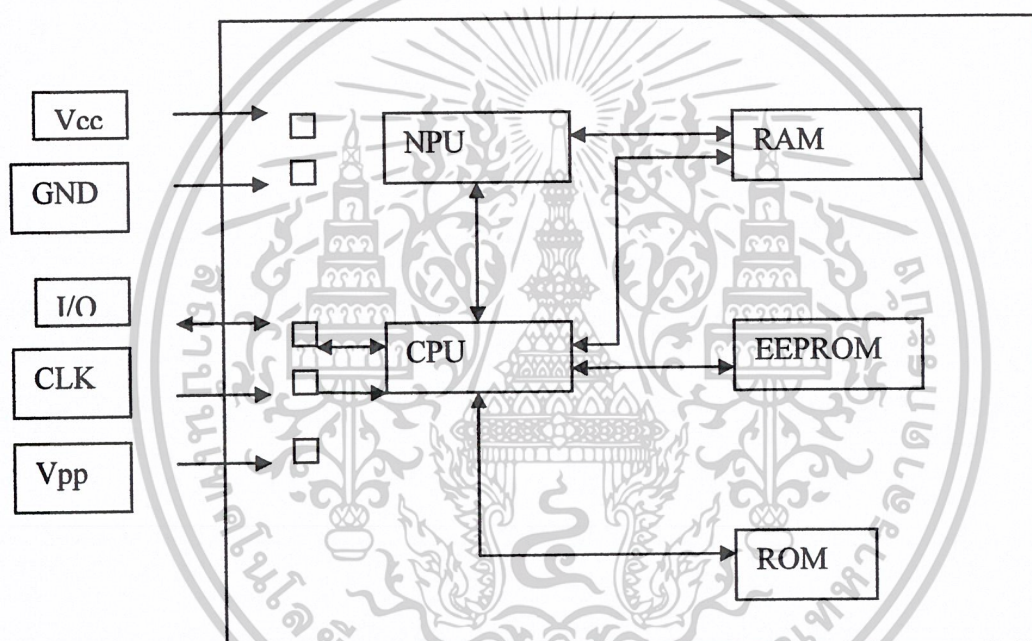 Vcc
GND
I/O
CLK
Vpp
NPU
RAM
CPU
EEPROM
ROM